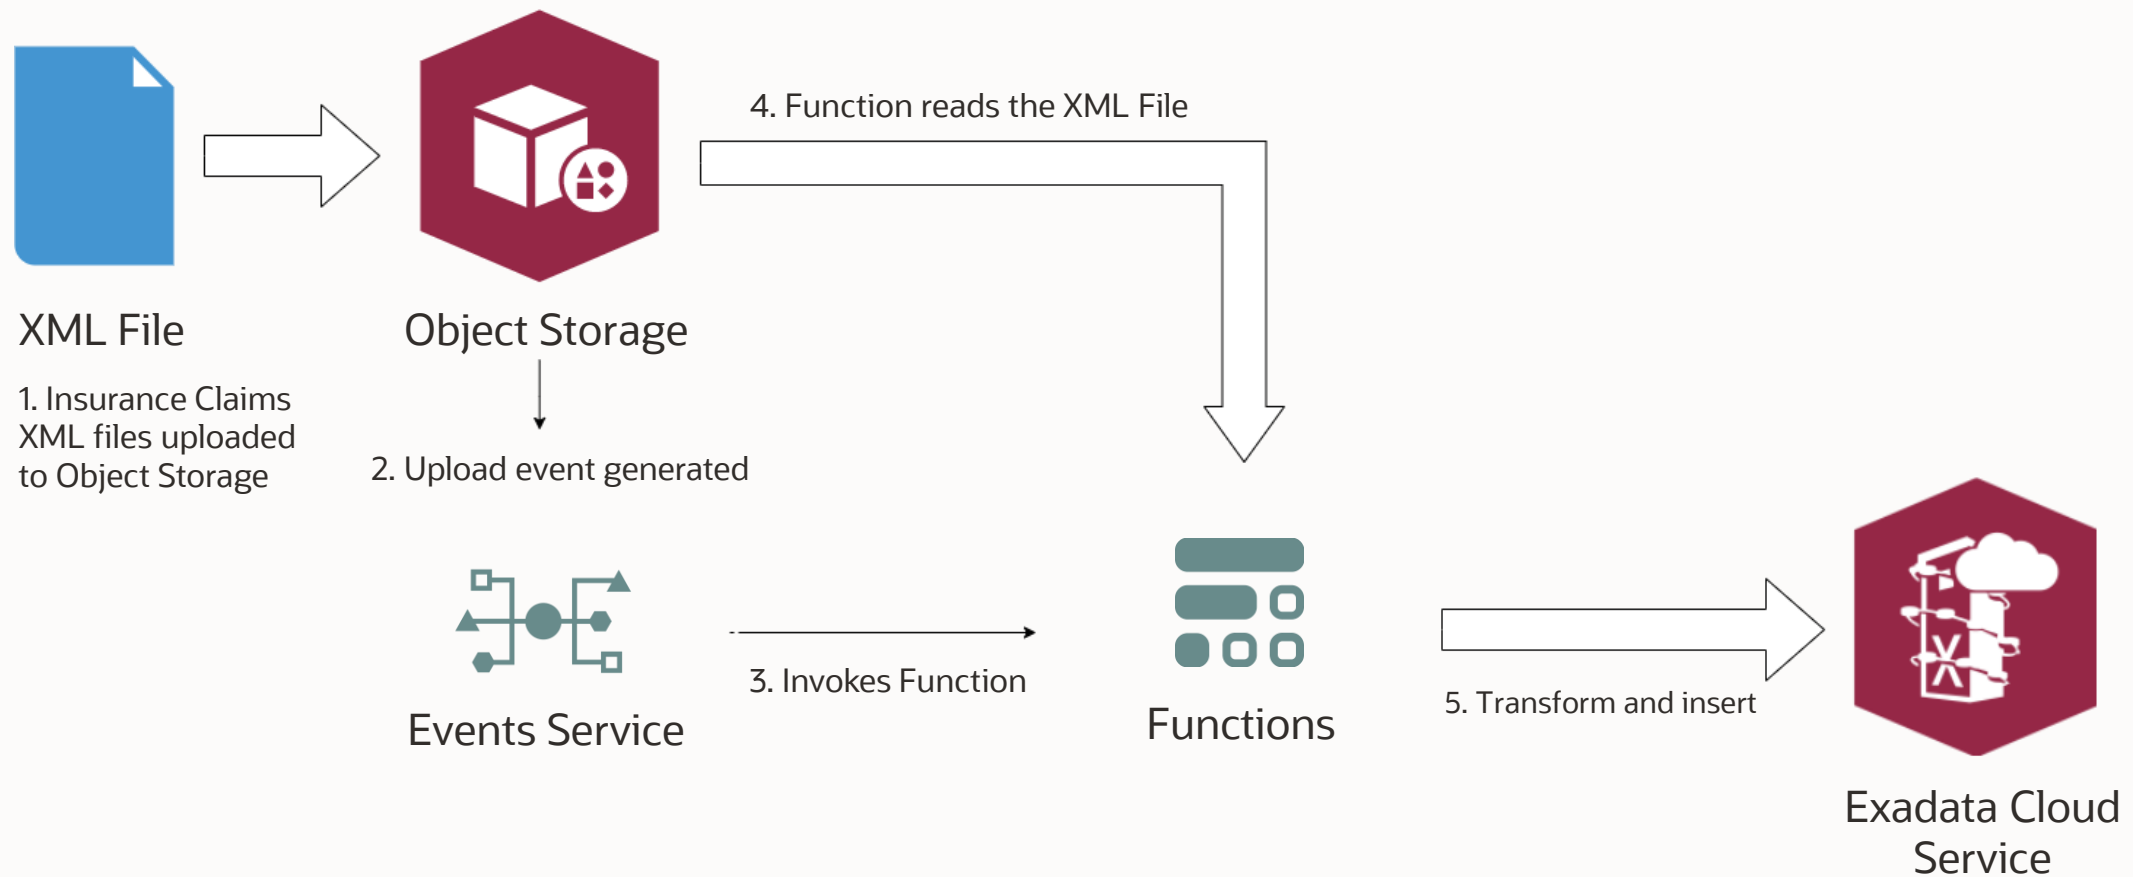 4. Function reads the XML File
XML File
Object Storage
1. Insurance Claims
XML files uploaded
to Object Storage
2. Upload event generated
3. Invokes Function
Events Service
Functions
5. Transform and insert
X
Exadata Cloud
Service